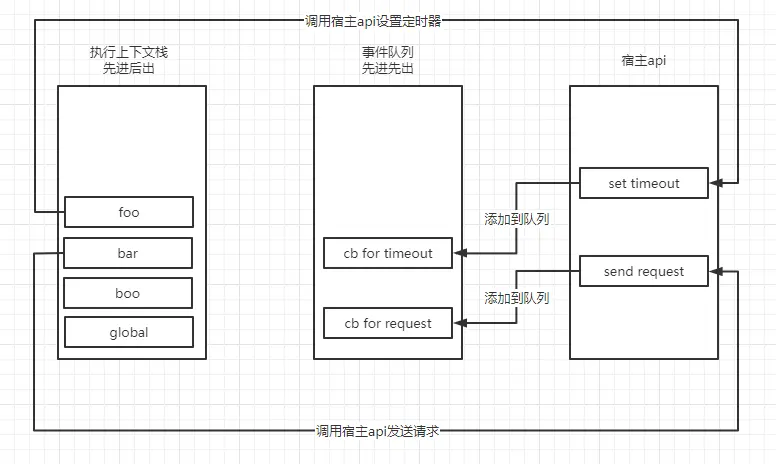 调用宿主api设置定时器
执行上下文栈
先进后出
事件队列
先进先出
宿主api
set timeout
foo
添加到队列
bar
cb for timeout
send request
boo
添加到队列
global
cb for request
调用宿主api发送请求